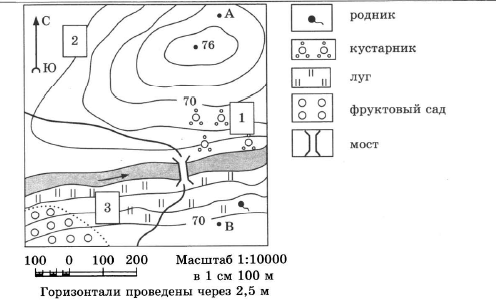 С
Ю
2
А
76
70
1
3
70
В
родник
кустарник
луг
фруктовый сад
мост
100 0 100 200
Масштаб 1:10000
в 1 см 100 м
Горизонтали проведены через 2,5 м